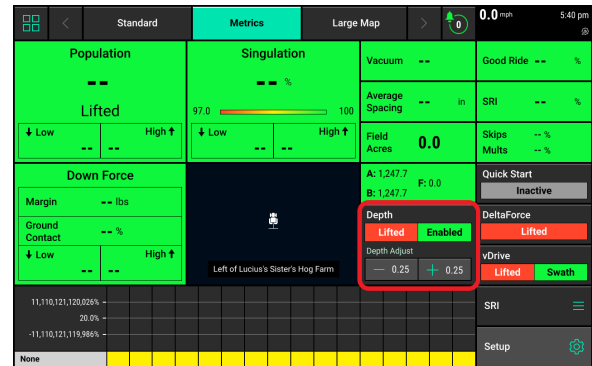 Standard
Metrics
Large Map
0
0.0 mph
5:40 pm
Population
--
Lifted
↓ Low
High ↑
-- --
Singulation
-- %
97.0 100
↓ Low
High ↑
-- --
Vacuum --
Average
Spacing -- in
Field
Acres 0.0
Good Ride -- %
SRI -- %
Skips -- %
Mults -- %
Down Force
Margin -- lbs
Ground
Contact -- %
↓ Low
High ↑
-- --
Left of Lucius's Sister's Hog Farm
A: 1,247.7
F: 0.0
B: 1,247.7
Depth
Lifted Enabled
Depth Adjust
— 0.25 + 0.25
Quick Start
Inactive
DeltaForce
Lifted
vDrive
Lifted Swath
11,110,121,120,026%
20.0%
-11,110,121,119,986%
None
SRI
Setup